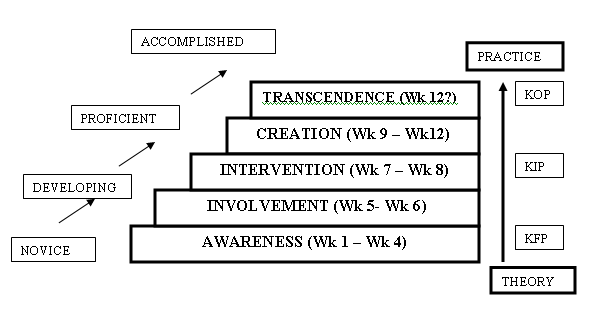 ACCOMPLISHED
PRACTICE
TRANSCENDENCE (Wk 12?)
KOP
PROFICIENT
CREATION (Wk 9 – Wk12)
INTERVENTION (Wk 7 – Wk 8)
KIP
DEVELOPING
INVOLVEMENT (Wk 5- Wk 6)
NOVICE
AWARENESS (Wk 1 – Wk 4)
KFP
THEORY